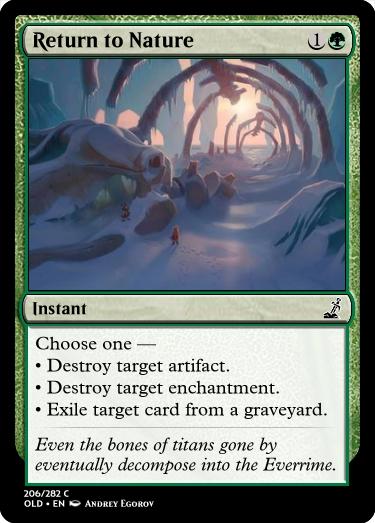 Return to Nature 1
Instant
Choose one —
• Destroy target artifact.
• Destroy target enchantment.
• Exile target card from a graveyard.
Even the bones of titans gone by
eventually decompose into the Everrime.
206/282 C
OLD • EN Andrey Egorov